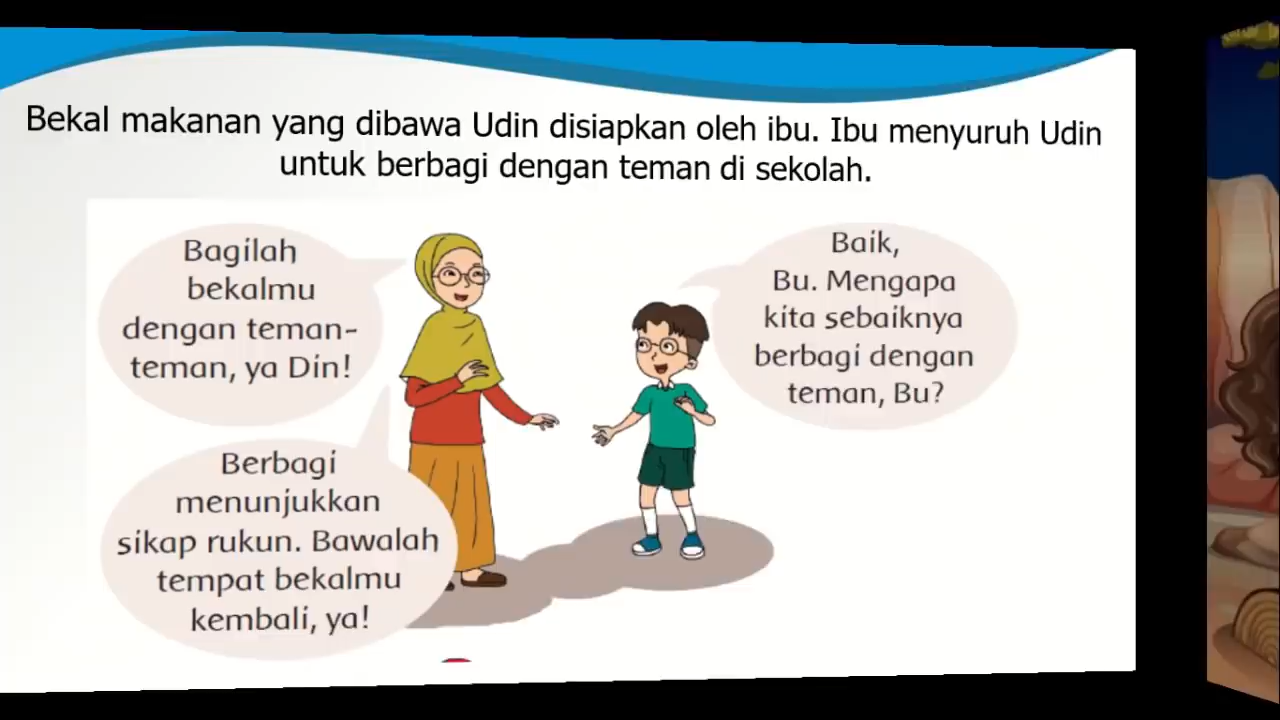 Bekal makanan yang dibawa Udin disiapkan oleh ibu. Ibu menyuruh Udin
untuk berbagi dengan teman di sekolah.
Bagilah
bekalmu
dengan teman-
teman, ya Din!
Baik,
Bu. Mengapa
kita sebaiknya
berbagi dengan
teman, Bu?
Berbagi
menunjukkan
sikap rukun. Bawalah
tempat bekalmu
kembali, ya!